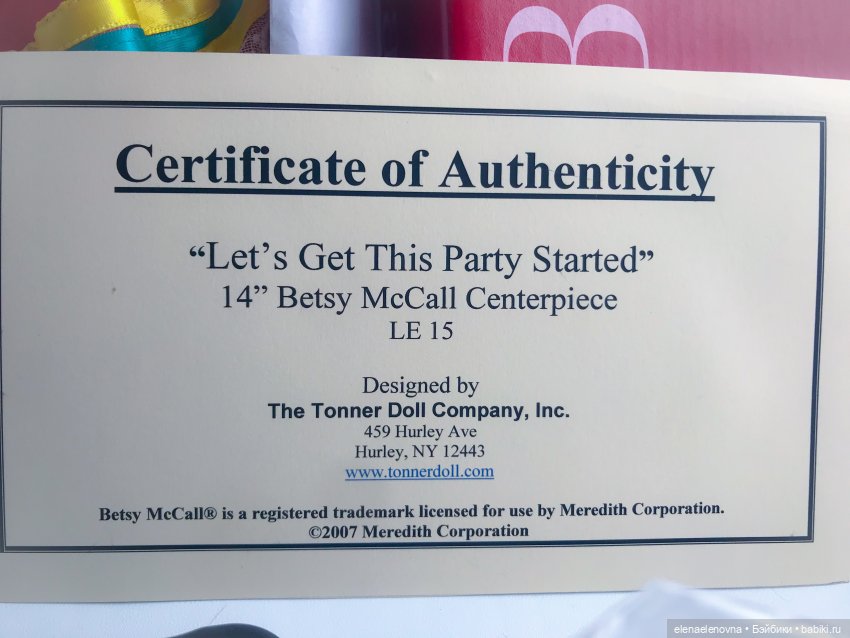 B
Certificate of Authenticity
“Let’s Get This Party Started”
14” Betsy McCall Centerpiece
LE 15
Designed by
The Tonner Doll Company, Inc.
459 Hurley Ave
Hurley, NY 12443
www.tonnerdoll.com
Betsy McCall® is a registered trademark licensed for use by Meredith Corporation.
©2007 Meredith Corporation
elenaelenovna • Бэйбики • babiki.ru